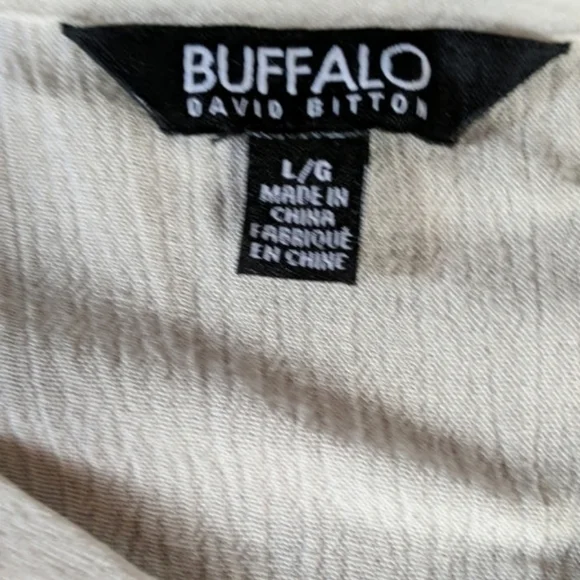 BUFFALO
DAVID BITTON
L/G
MADE IN
CHINA
FABRIQUÉ
EN CHINE